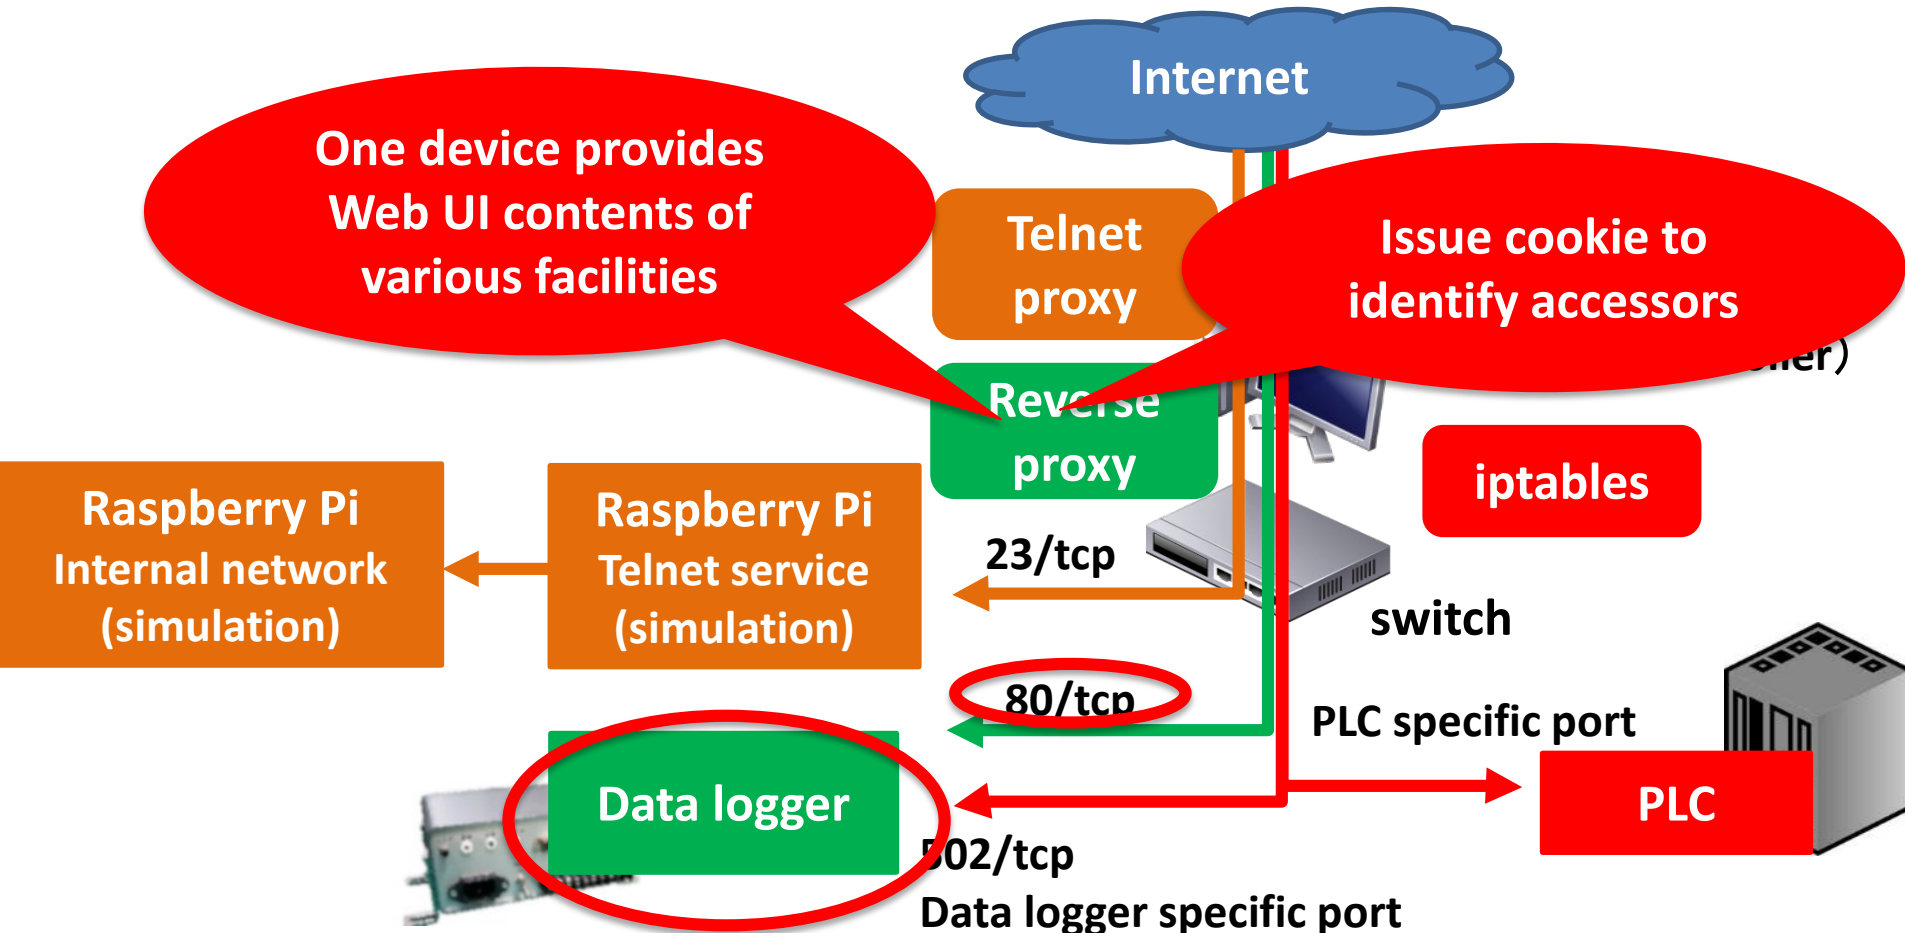 Internet
One device provides
Web UI contents of
various facilities
Telnet
proxy
Issue cookie to
identify accessors
Reverse
proxy
iptables
Raspberry Pi
Internal network
(simulation)
Raspberry Pi
Telnet service
(simulation)
23/tcp
switch
80/tcp
PLC specific port
Data logger
PLC
502/tcp
Data logger specific port